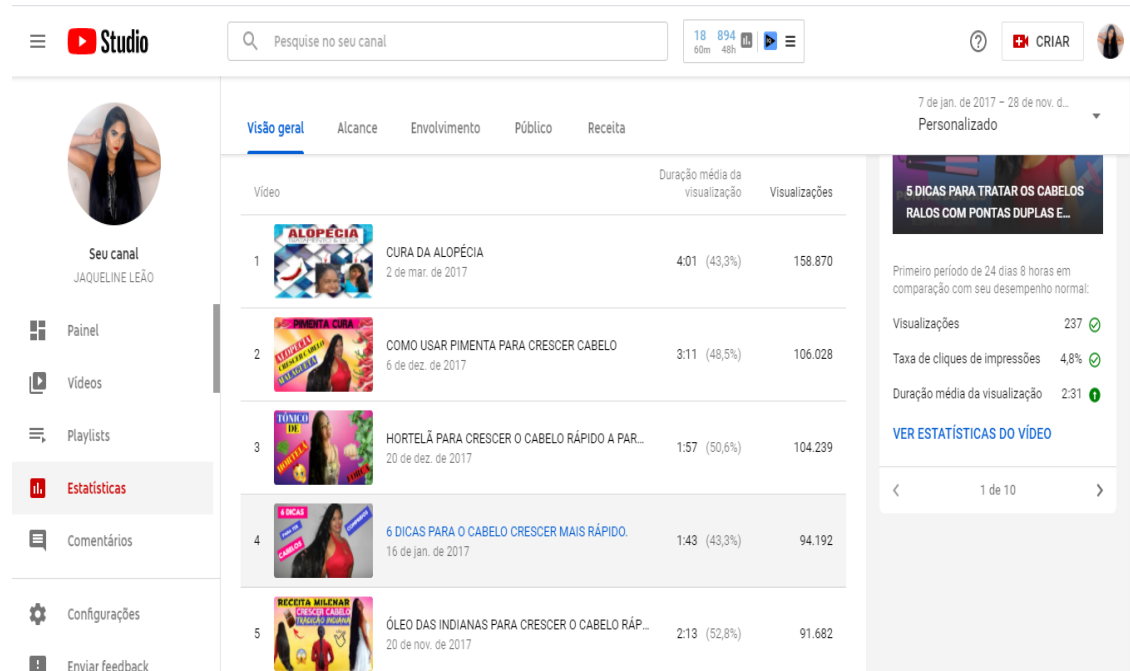 Studio
Pesquise no seu canal
18 894
60m 48h
CRIAR
Seu canal
JAQUELINE LEÃO
Painel
Vídeos
Playlists
Estatísticas
Comentários
Configurações
Enviar feedback
Visão geral Alcance Envolvimento Público Receita
7 de jan. de 2017 – 28 de nov. d...
Personalizado
Vídeo Duração média da visualização Visualizações
1 CURA DA ALOPÉCIA 4:01 (43,3%) 158.870
2 de mar. de 2017
ALOPÉCIA
2 COMO USAR PIMENTA PARA CRESCER CABELO 3:11 (48,5%) 106.028
6 de dez. de 2017
PIMENTA CURA
ALOPÉCIA
CRESCER CABELO
MALAGUETA
3 HORTELÃ PARA CRESCER O CABELO RÁPIDO A PAR... 1:57 (50,6%) 104.239
20 de dez. de 2017
TÔNICO
DE
HORTELÃ
FORÇA
4 6 DICAS PARA O CABELO CRESCER MAIS RÁPIDO. 1:43 (43,3%) 94.192
16 de jan. de 2017
6 DICAS
5 ÓLEO DAS INDIANAS PARA CRESCER O CABELO RÁP... 2:13 (52,8%) 91.682
20 de nov. de 2017
RECEITA MILENAR
CRESCER CABELO
TRADIÇÃO INDIANA
5 DICAS PARA TRATAR OS CABELOS
RALOS COM PONTAS DUPLAS E...
Primeiro período de 24 dias 8 horas em
comparação com seu desempenho normal:
Visualizações 237
Taxa de cliques de impressões 4,8%
Duração média da visualização 2:31
VER ESTATÍSTICAS DO VÍDEO
1 de 10